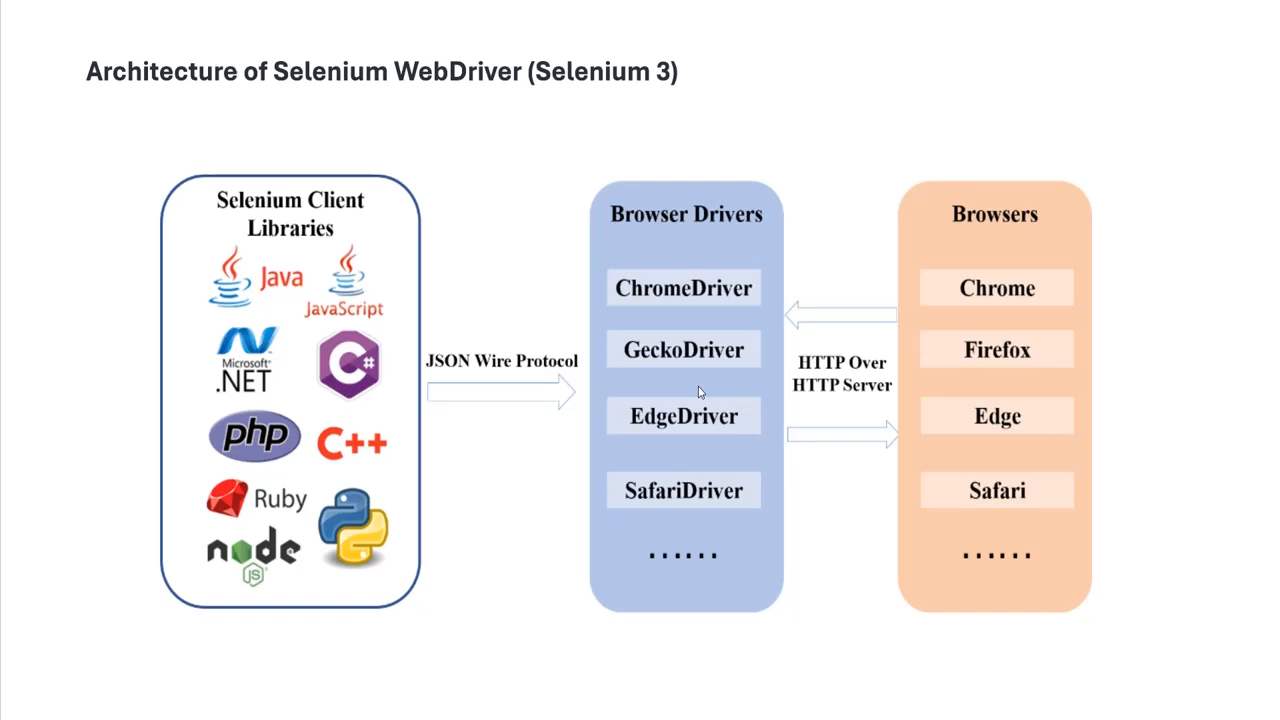 Architecture of Selenium WebDriver (Selenium 3)
Selenium Client
Libraries
Java
JavaScript
Microsoft
.NET
C#
php
C++
Ruby
node
JS
JSON Wire Protocol
Browser Drivers
ChromeDriver
GeckoDriver
EdgeDriver
SafariDriver
......
HTTP Over
HTTP Server
Browsers
Chrome
Firefox
Edge
Safari
......